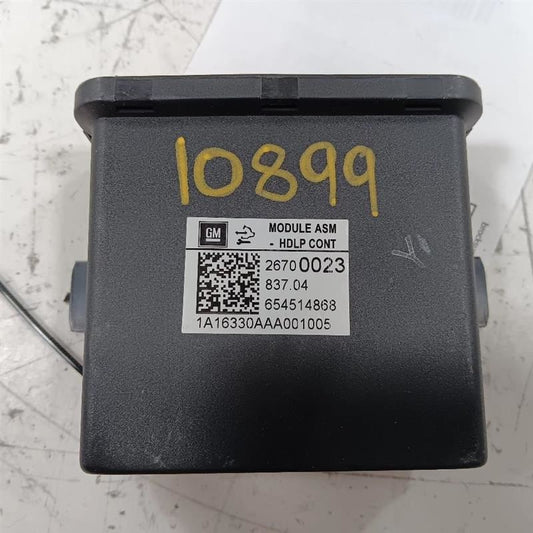 10899
GM
MODULE ASM
- HDLP CONT
26700023
837.04
654514868
1A16330AAA001005